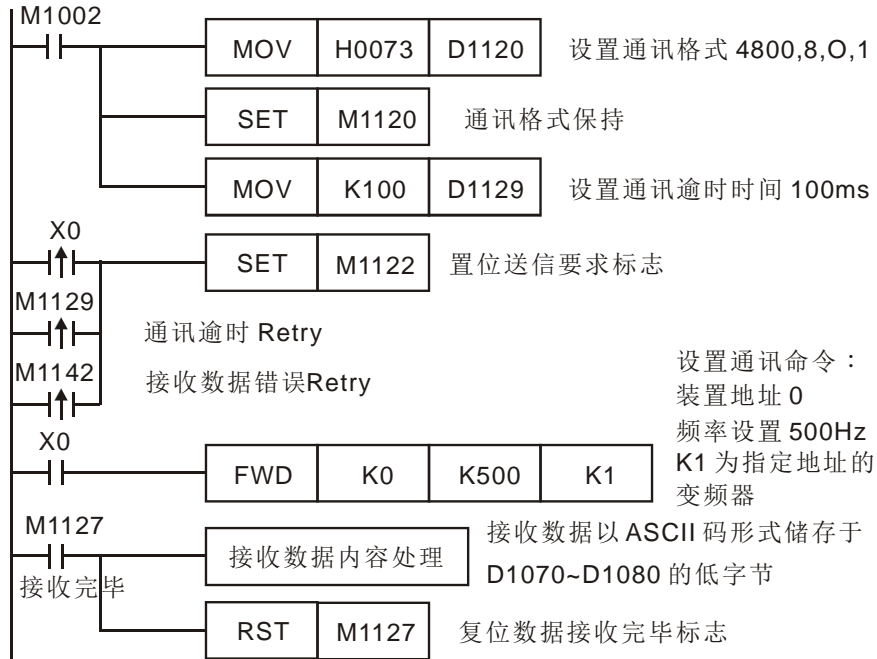 M1002
MOV H0073 D1120 设置通讯格式 4800,8,O,1
SET M1120 通讯格式保持
MOV K100 D1129 设置通讯逾时时间 100ms
X0
SET M1122 置位送信要求标志
M1129
通讯逾时 Retry
M1142
接收数据错误Retry
设置通讯命令：
装置地址 0
频率设置 500Hz
K1 为指定地址的
变频器
X0
FWD K0 K500 K1
M1127
接收完毕
接收数据内容处理
接收数据以 ASCII 码形式储存于
D1070~D1080 的低字节
RST M1127 复位数据接收完毕标志